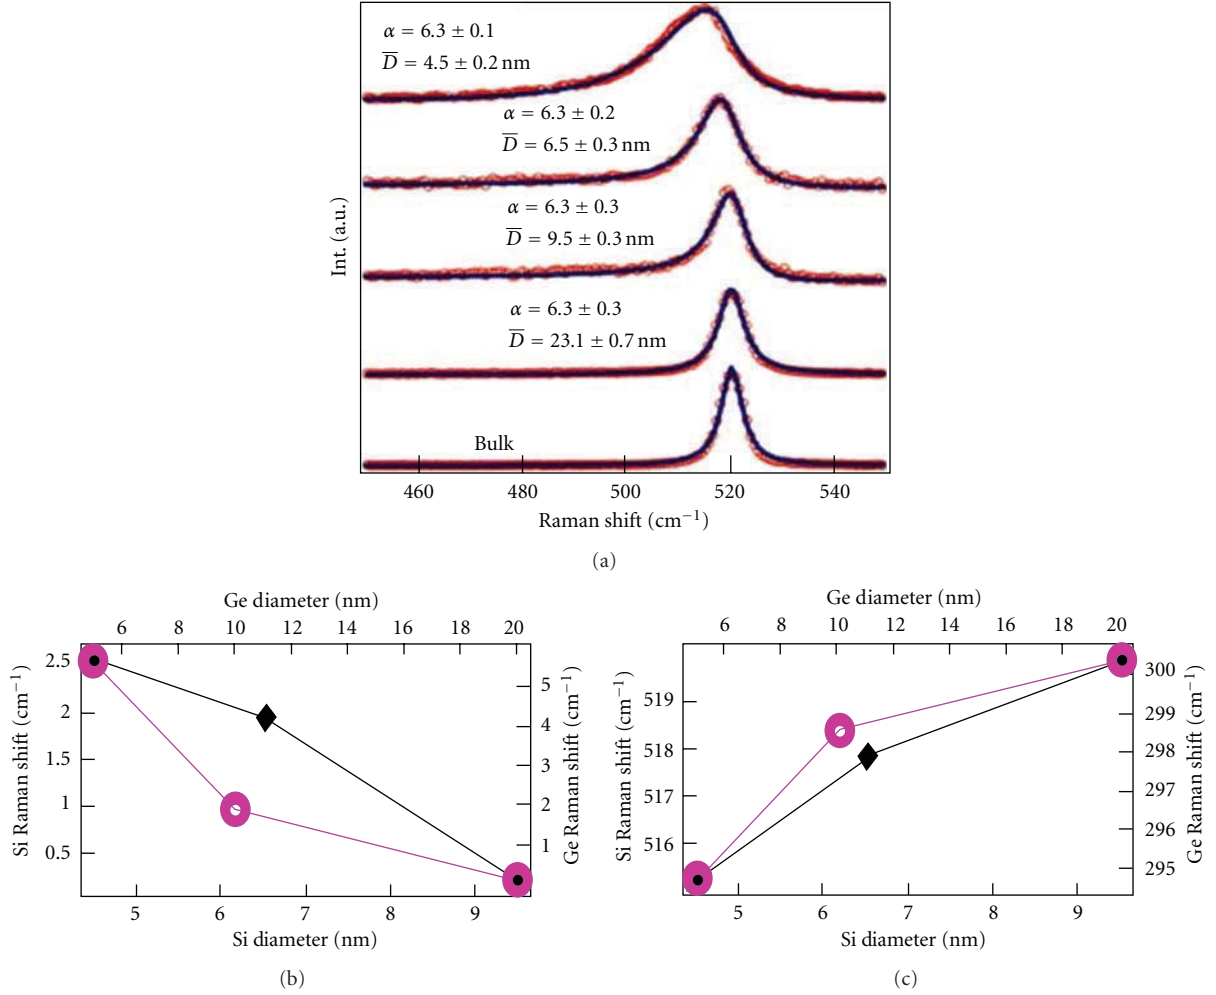 α = 6.3 ± 0.1
D̅ = 4.5 ± 0.2 nm
α = 6.3 ± 0.2
D̅ = 6.5 ± 0.3 nm
α = 6.3 ± 0.3
D̅ = 9.5 ± 0.3 nm
α = 6.3 ± 0.3
D̅ = 23.1 ± 0.7 nm
Bulk
Int. (a.u.)
460 480 500 520 540
Raman shift (cm⁻¹)
(a)
Ge diameter (nm)
6 8 10 12 14 16 18 20
Si Raman shift (cm⁻¹)
2.5
2
1.5
1
0.5
5
4
3
2
1
Ge Raman shift (cm⁻¹)
5 6 7 8 9
Si diameter (nm)
(b)
Ge diameter (nm)
6 8 10 12 14 16 18 20
Si Raman shift (cm⁻¹)
519
518
517
516
300
299
298
297
296
295
Ge Raman shift (cm⁻¹)
5 6 7 8 9
Si diameter (nm)
(c)